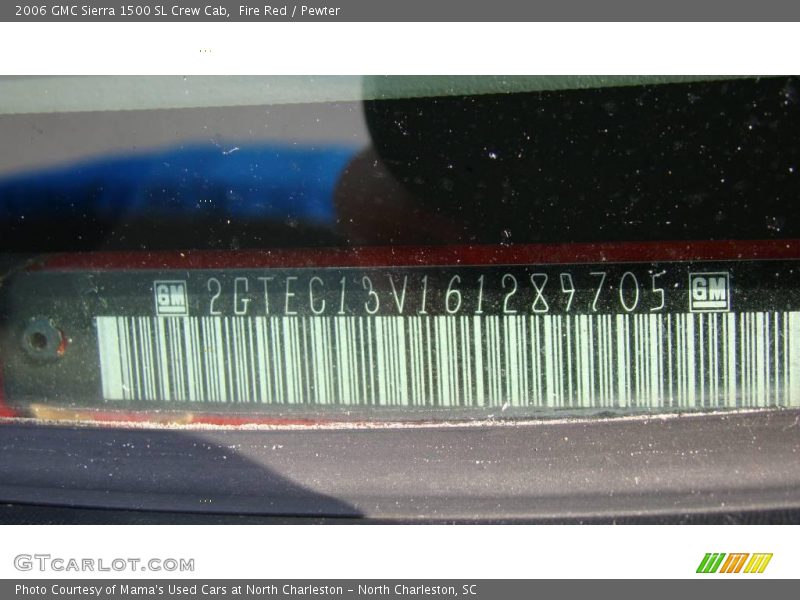 2006 GMC Sierra 1500 SL Crew Cab, Fire Red / Pewter
GM 2GTEC13V161289705 GM
GTCARLOT.COM
Photo Courtesy of Mama's Used Cars at North Charleston - North Charleston, SC